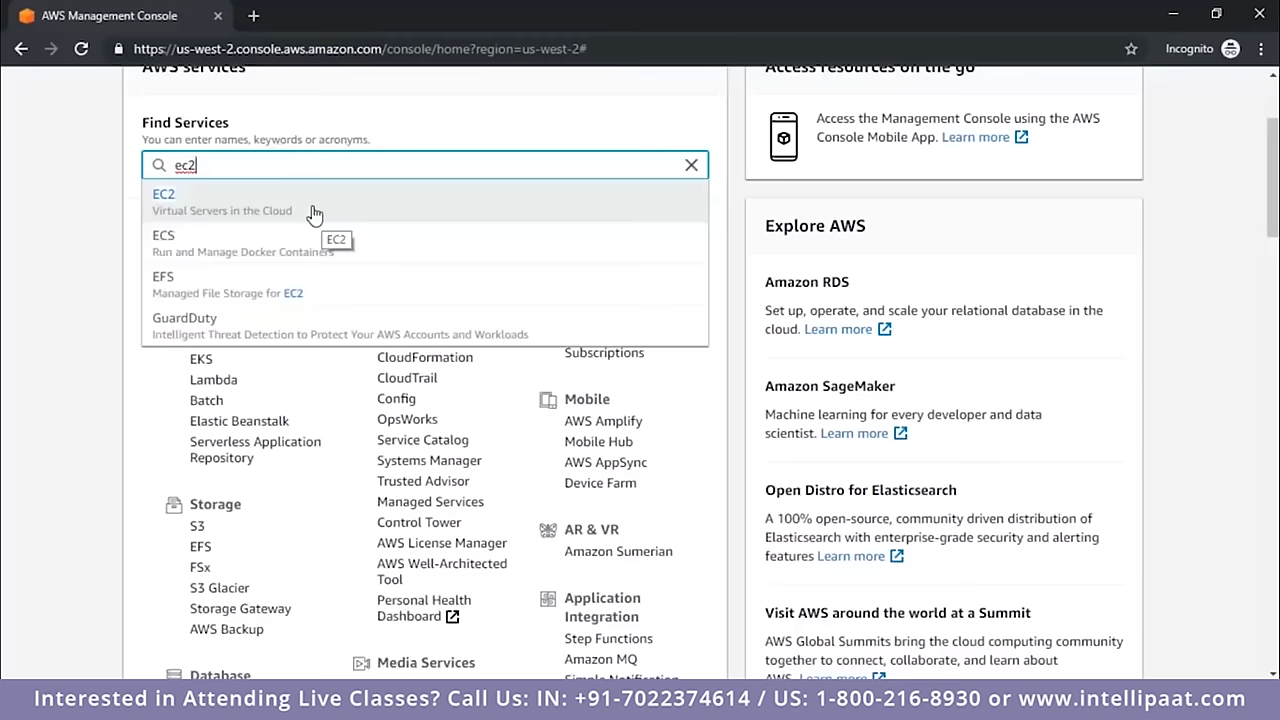 AWS Management Console
https://us-west-2.console.aws.amazon.com/console/home?region=us-west-2#
Incognito
AWS services
Find Services
You can enter names, keywords or acronyms.
ec2
EC2
Virtual Servers in the Cloud
EC2
ECS
Run and Manage Docker Containers
EFS
Managed File Storage for EC2
GuardDuty
Intelligent Threat Detection to Protect Your AWS Accounts and Workloads
EKS
Lambda
Batch
Elastic Beanstalk
Serverless Application
Repository
Storage
S3
EFS
FSx
S3 Glacier
Storage Gateway
AWS Backup
Database
CloudFormation
CloudTrail
Config
OpsWorks
Service Catalog
Systems Manager
Trusted Advisor
Managed Services
Control Tower
AWS License Manager
AWS Well-Architected
Tool
Personal Health
Dashboard
Media Services
Subscriptions
Mobile
AWS Amplify
Mobile Hub
AWS AppSync
Device Farm
AR & VR
Amazon Sumerian
Application
Integration
Step Functions
Amazon MQ
Simple Notification
Access resources on the go
Access the Management Console using the AWS
Console Mobile App. Learn more
Explore AWS
Amazon RDS
Set up, operate, and scale your relational database in the
cloud. Learn more
Amazon SageMaker
Machine learning for every developer and data
scientist. Learn more
Open Distro for Elasticsearch
A 100% open-source, community driven distribution of
Elasticsearch with enterprise-grade security and alerting
features Learn more
Visit AWS around the world at a Summit
AWS Global Summits bring the cloud computing community
together to connect, collaborate, and learn about
AWS. Learn more
Interested in Attending Live Classes? Call Us: IN: +91-7022374614 / US: 1-800-216-8930 or www.intellipaat.com